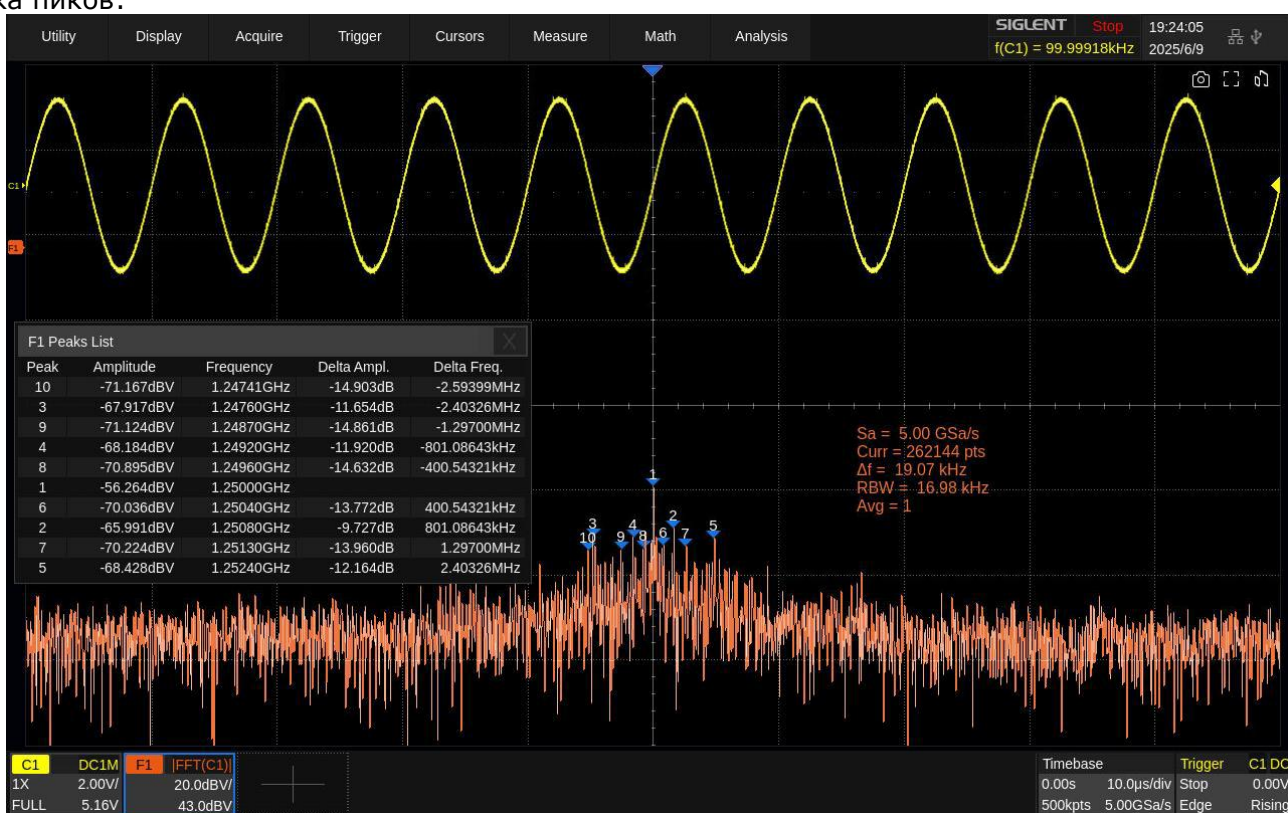 ка пиков:
Utility Display Acquire Trigger Cursors Measure Math Analysis
SIGLENT Stop 19:24:05
f(C1) = 99.99918kHz 2025/6/9
C1
F1
F1 Peaks List X
Peak Amplitude Frequency Delta Ampl. Delta Freq.
10 -71.167dBV 1.24741GHz -14.903dB -2.59399MHz
3 -67.917dBV 1.24760GHz -11.654dB -2.40326MHz
9 -71.124dBV 1.24870GHz -14.861dB -1.29700MHz
4 -68.184dBV 1.24920GHz -11.920dB -801.08643kHz
8 -70.895dBV 1.24960GHz -14.632dB -400.54321kHz
1 -56.264dBV 1.25000GHz
6 -70.036dBV 1.25040GHz -13.772dB 400.54321kHz
2 -65.991dBV 1.25080GHz -9.727dB 801.08643kHz
7 -70.224dBV 1.25130GHz -13.960dB 1.29700MHz
5 -68.428dBV 1.25240GHz -12.164dB 2.40326MHz
Sa = 5.00 GSa/s
Curr = 262144 pts
Δf = 19.07 kHz
RBW = 16.98 kHz
Avg = 1
1
10 3 9 4 8 6 2 7 5
C1 DC1M F1 |FFT(C1)| Timebase Trigger C1 DC
1X 2.00V/ 20.0dBV/ 0.00s 10.0µs/div Stop 0.00V
FULL 5.16V 43.0dBV 500kpts 5.00GSa/s Edge Rising